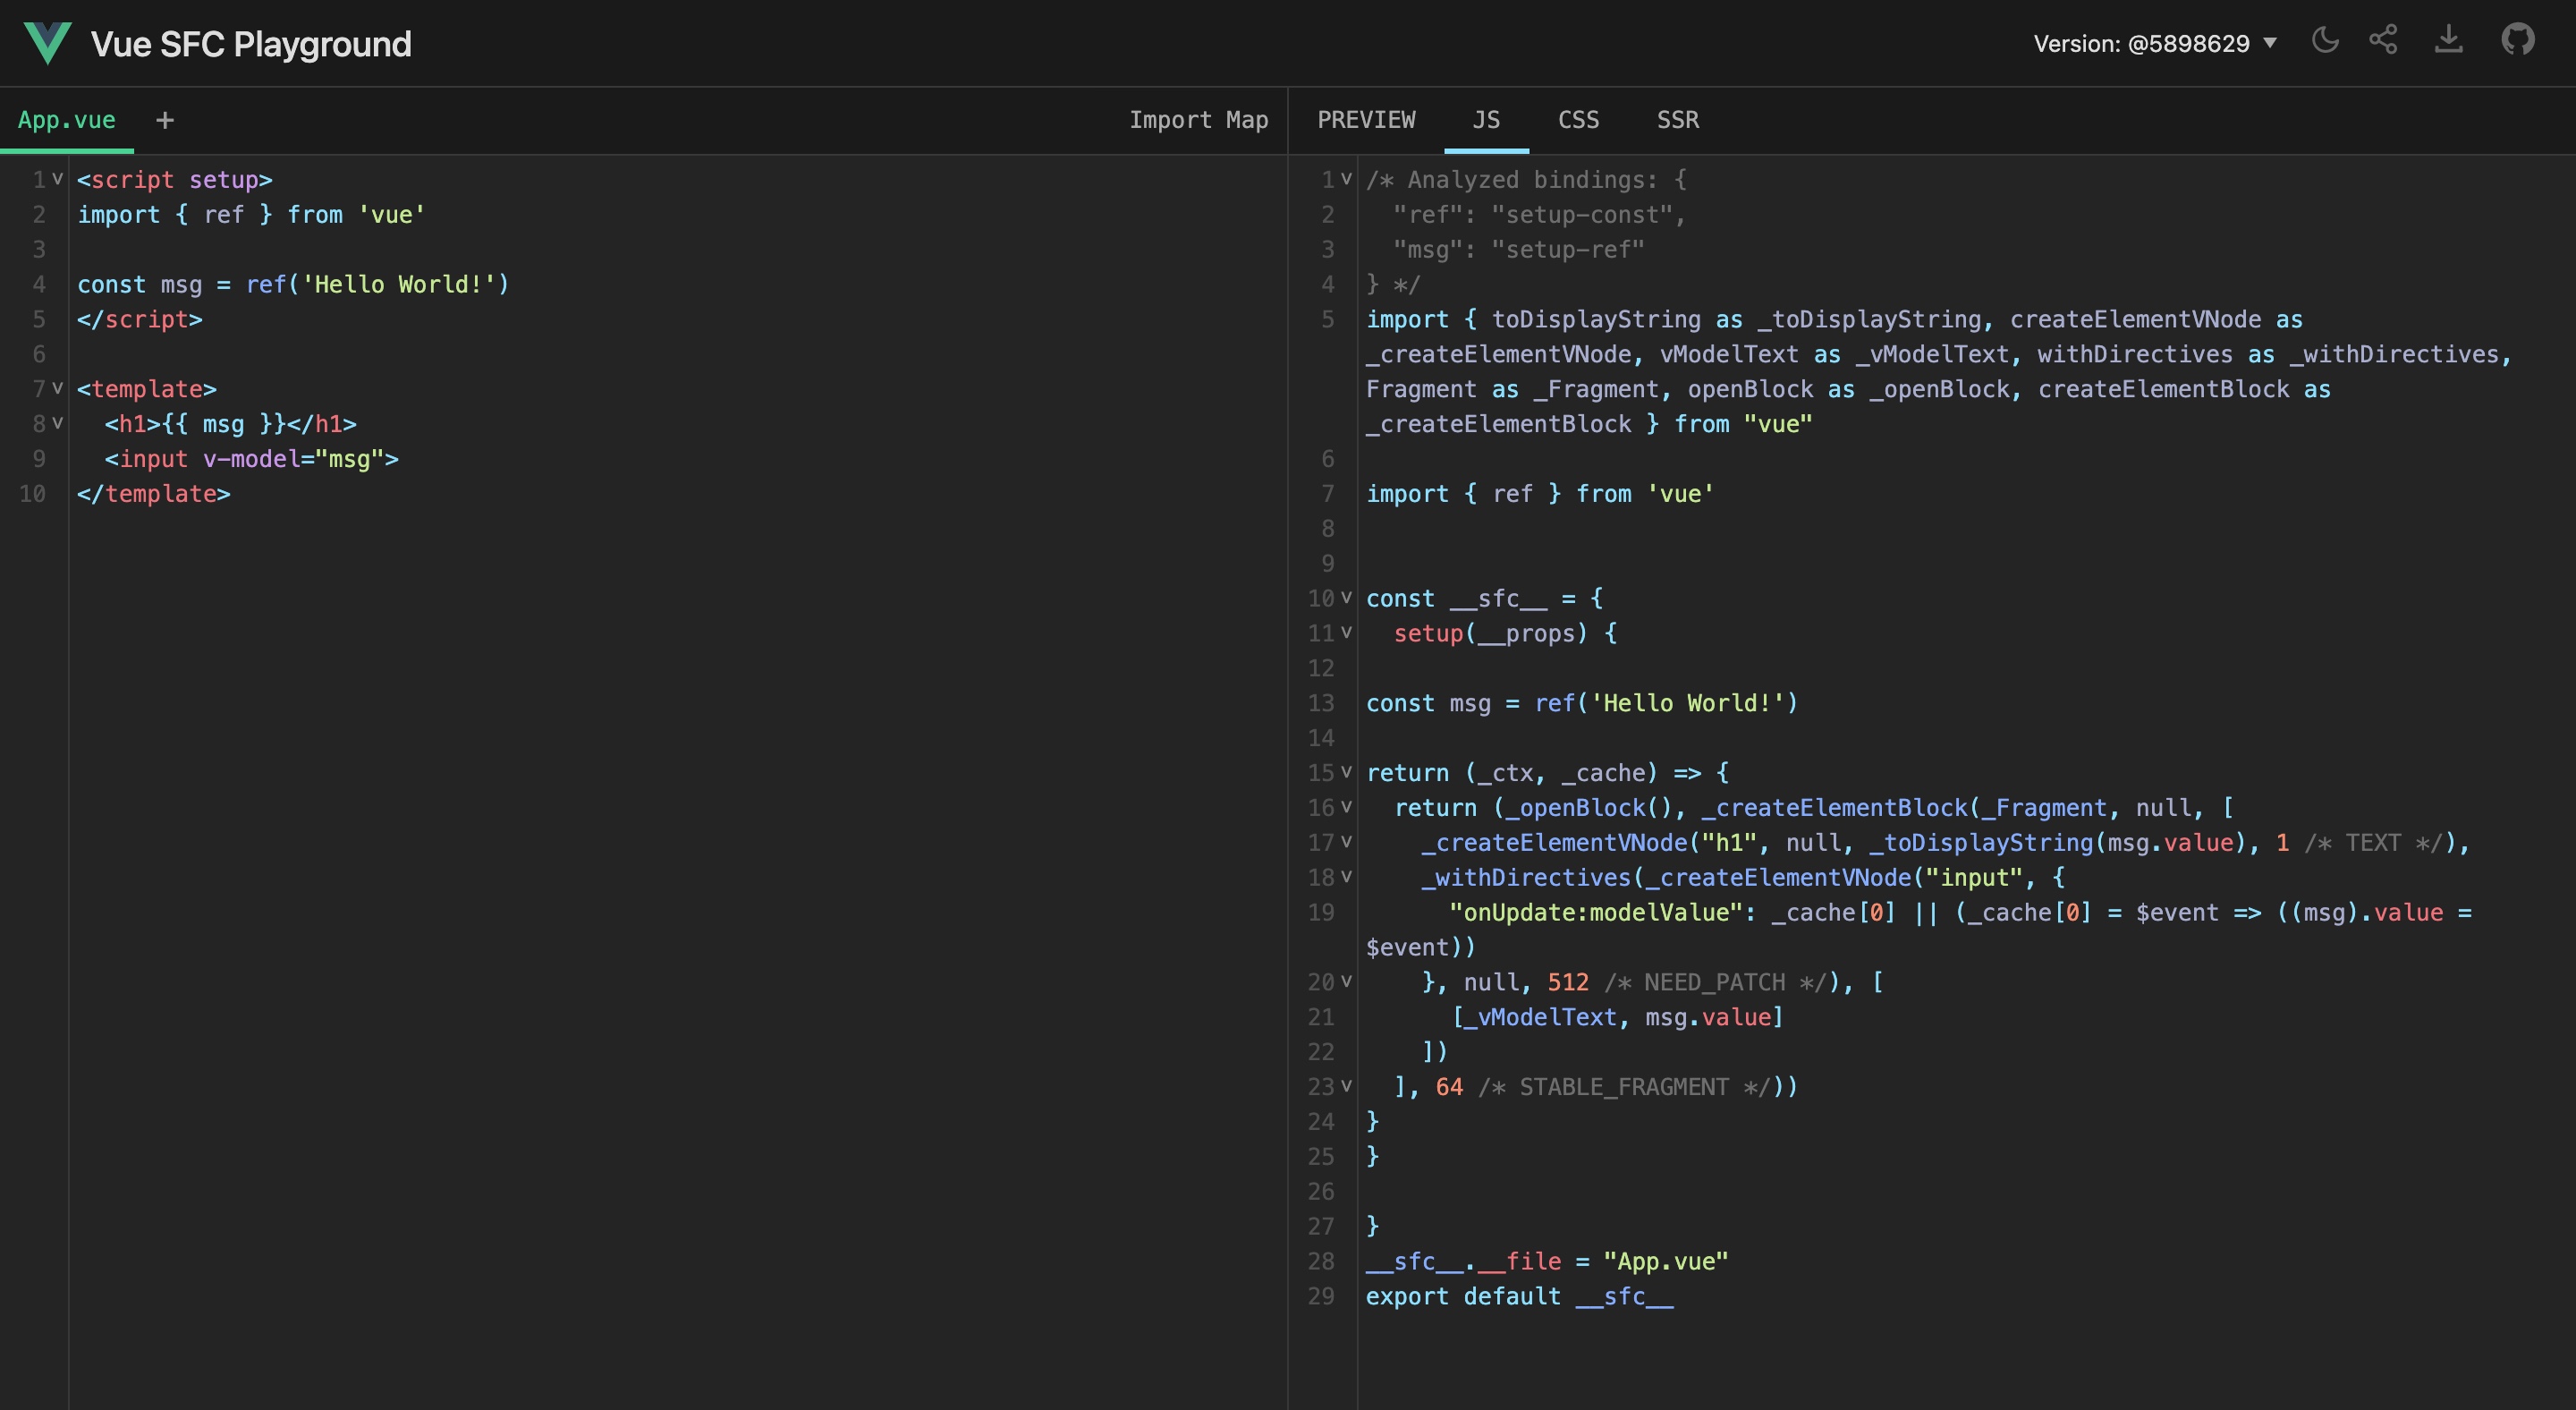 Vue SFC Playground
Version: @5898629
App.vue +
Import Map
PREVIEW JS CSS SSR
1 <script setup>
2 import { ref } from 'vue'
3
4 const msg = ref('Hello World!')
5 </script>
6
7 <template>
8   <h1>{{ msg }}</h1>
9   <input v-model="msg">
10 </template>
1 /* Analyzed bindings: {
2   "ref": "setup-const",
3   "msg": "setup-ref"
4 } */
5 import { toDisplayString as _toDisplayString, createElementVNode as
_createElementVNode, vModelText as _vModelText, withDirectives as _withDirectives,
Fragment as _Fragment, openBlock as _openBlock, createElementBlock as
_createElementBlock } from "vue"
6
7 import { ref } from 'vue'
8
9
10 const __sfc__ = {
11   setup(__props) {
12
13 const msg = ref('Hello World!')
14
15 return (_ctx, _cache) => {
16   return (_openBlock(), _createElementBlock(_Fragment, null, [
17     _createElementVNode("h1", null, _toDisplayString(msg.value), 1 /* TEXT */),
18     _withDirectives(_createElementVNode("input", {
19       "onUpdate:modelValue": _cache[0] || (_cache[0] = $event => ((msg).value =
$event))
20     }, null, 512 /* NEED_PATCH */), [
21       [_vModelText, msg.value]
22     ])
23   ], 64 /* STABLE_FRAGMENT */))
24 }
25 }
26
27 }
28 __sfc__.__file = "App.vue"
29 export default __sfc__